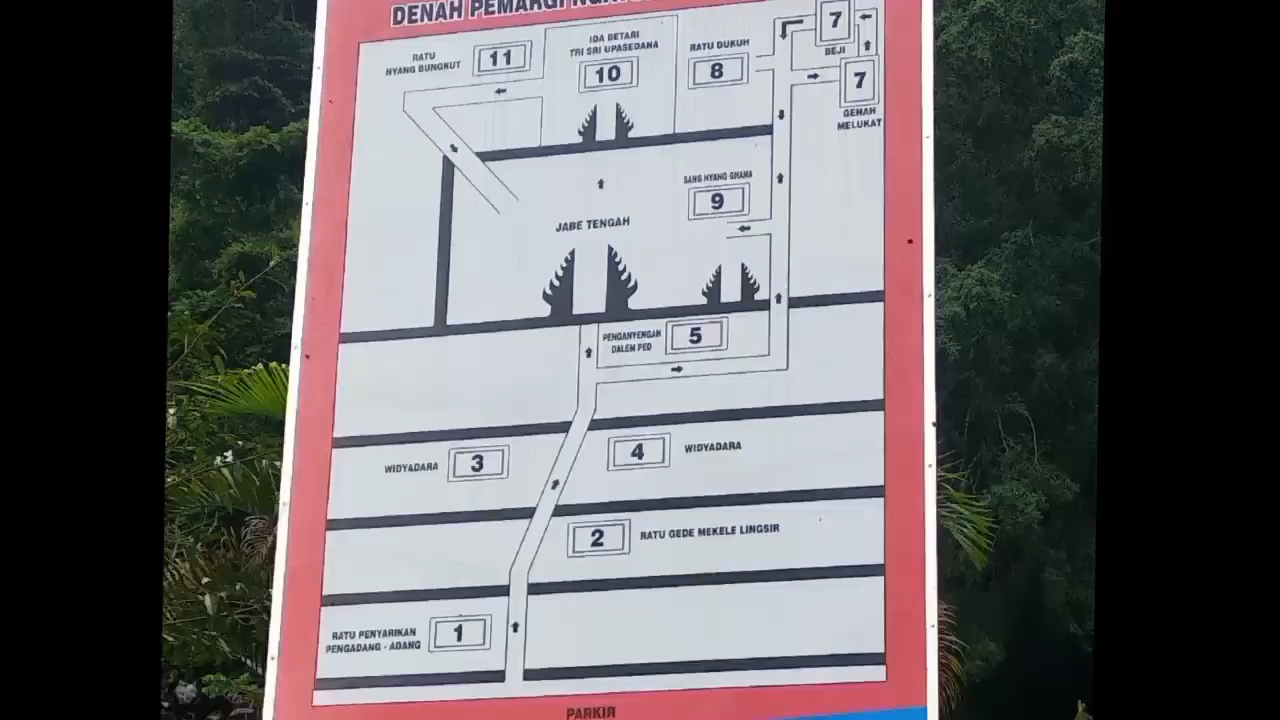 DENAH PEMARGI
RATU
NYANG BUNGKUT
11
IDA BETARI
TRI SRI UPASEDANA
10
RATU DUKUH
8
7
BEJI
7
GENAH
MELUKAT
SANG HYANG GHANA
9
JABE TENGAH
PENGANYENGAN
DALEM PED
5
WIDYADARA
3
4
WIDYADARA
2
RATU GEDE MEKELE LINGSIR
RATU PENYARIKAN
PENGADANG - ADANG
1
PARKIR